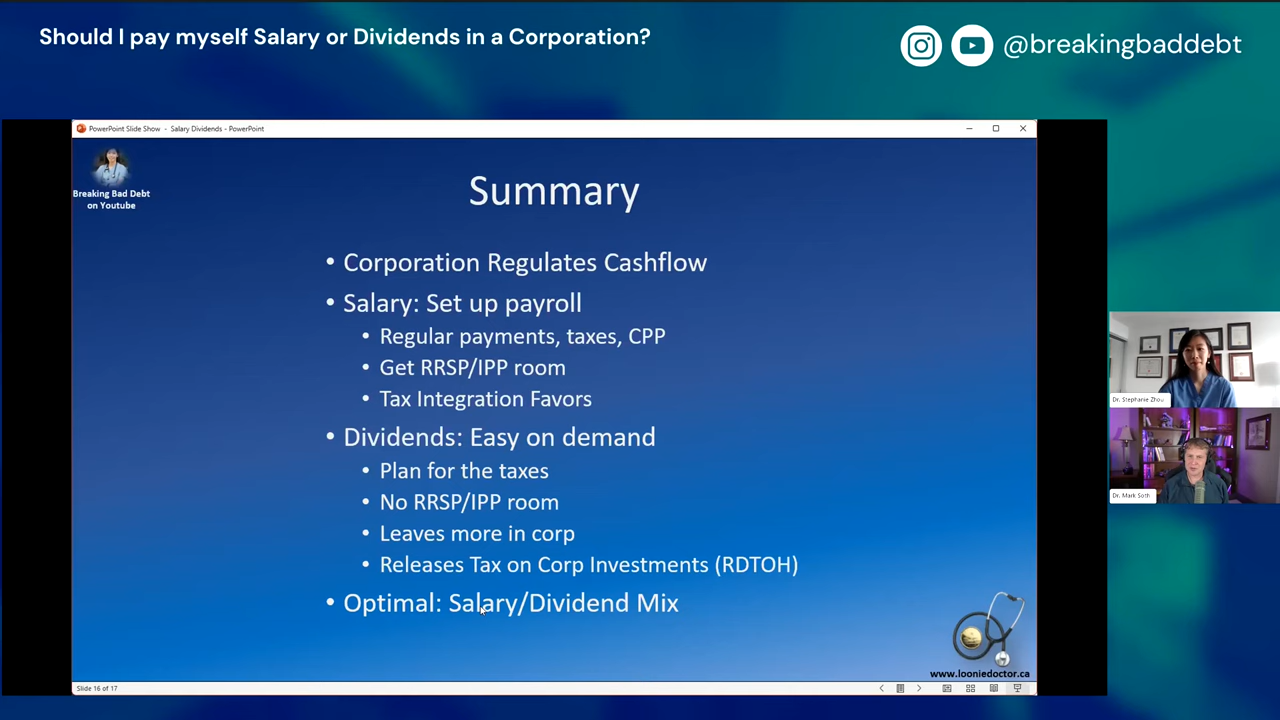 Should I pay myself Salary or Dividends in a Corporation?
@breakingbaddebt
PowerPoint Slide Show - Salary Dividends - PowerPoint
Breaking Bad Debt
on Youtube
Summary
• Corporation Regulates Cashflow
• Salary: Set up payroll
• Regular payments, taxes, CPP
• Get RRSP/IPP room
• Tax Integration Favors
• Dividends: Easy on demand
• Plan for the taxes
• No RRSP/IPP room
• Leaves more in corp
• Releases Tax on Corp Investments (RDTOH)
• Optimal: Salary/Dividend Mix
www.looniedoctor.ca
Slide 16 of 17
Dr. Stephanie Zhou
Dr. Mark Soth